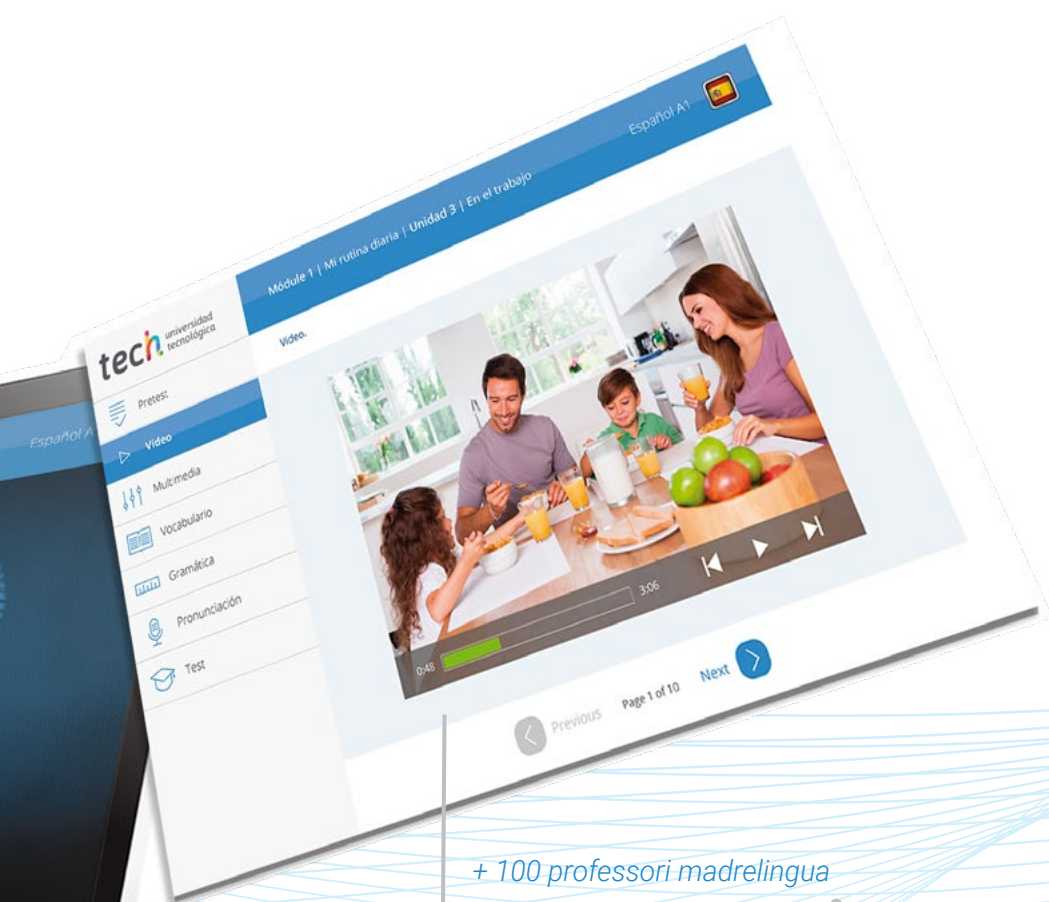 Español A1
Módule 1 | Mi rutina diaria | Unidad 3 | En el trabajo
tech universidad
tecnológica
Video.
Pretest
Video
Multimedia
Vocabulario
Gramática
Pronunciación
Test
0:48
3:06
Previous
Page 1 of 10
Next
Español A
+ 100 professori madrelingua